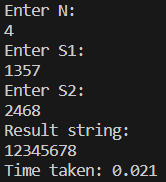 Enter N:
4
Enter S1:
1357
Enter S2:
2468
Result string:
12345678
Time taken: 0.021